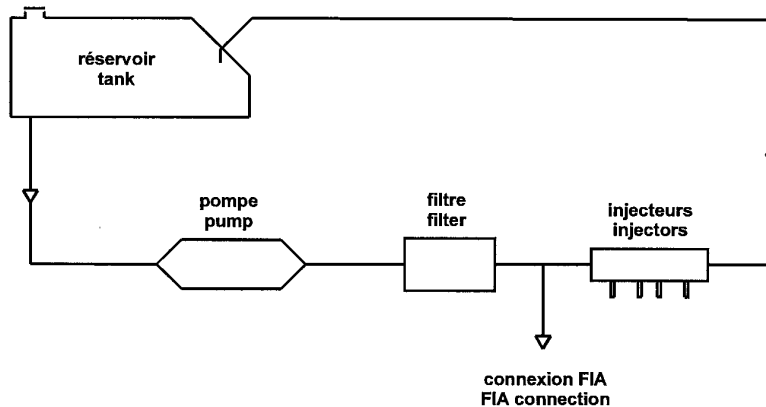 réservoir
tank
pompe
pump
filtre
filter
injecteurs
injectors
connexion FIA
FIA connection